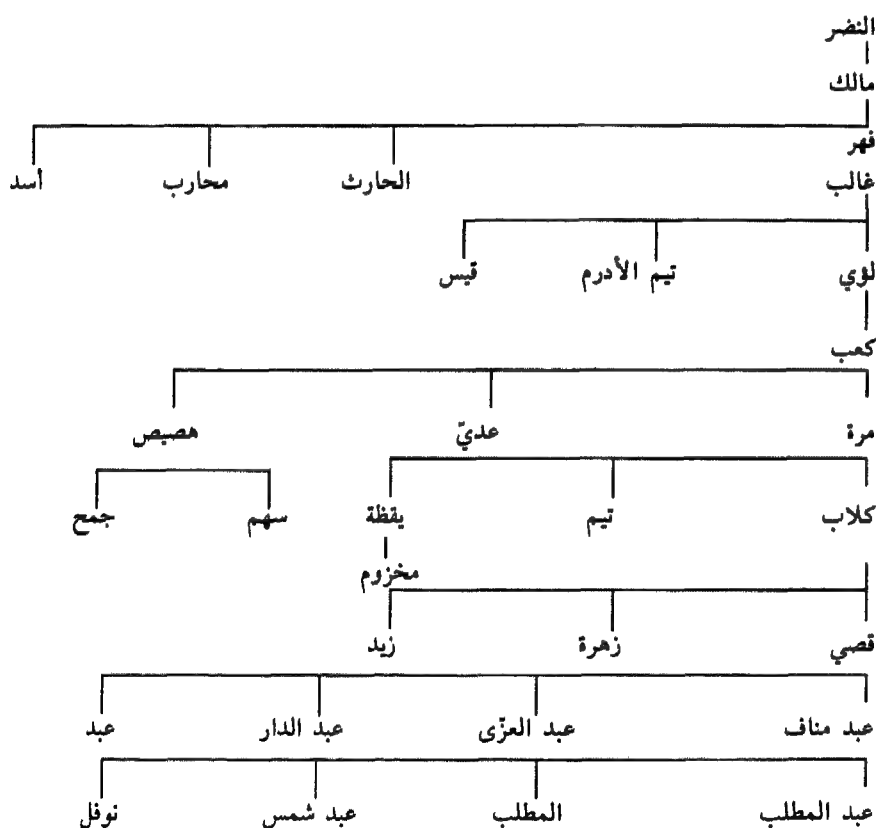 النضر
مالك
فهر
غالب الحارث محارب أسد
لؤي تيم الأدرم قيس
كعب
مرة عديّ هصيص
كلاب تيم يقظة سهم جمح
مخزوم
قصي زهرة زيد
عبد مناف عبد العزّى عبد الدار عبد
عبد المطلب المطلب عبد شمس نوفل